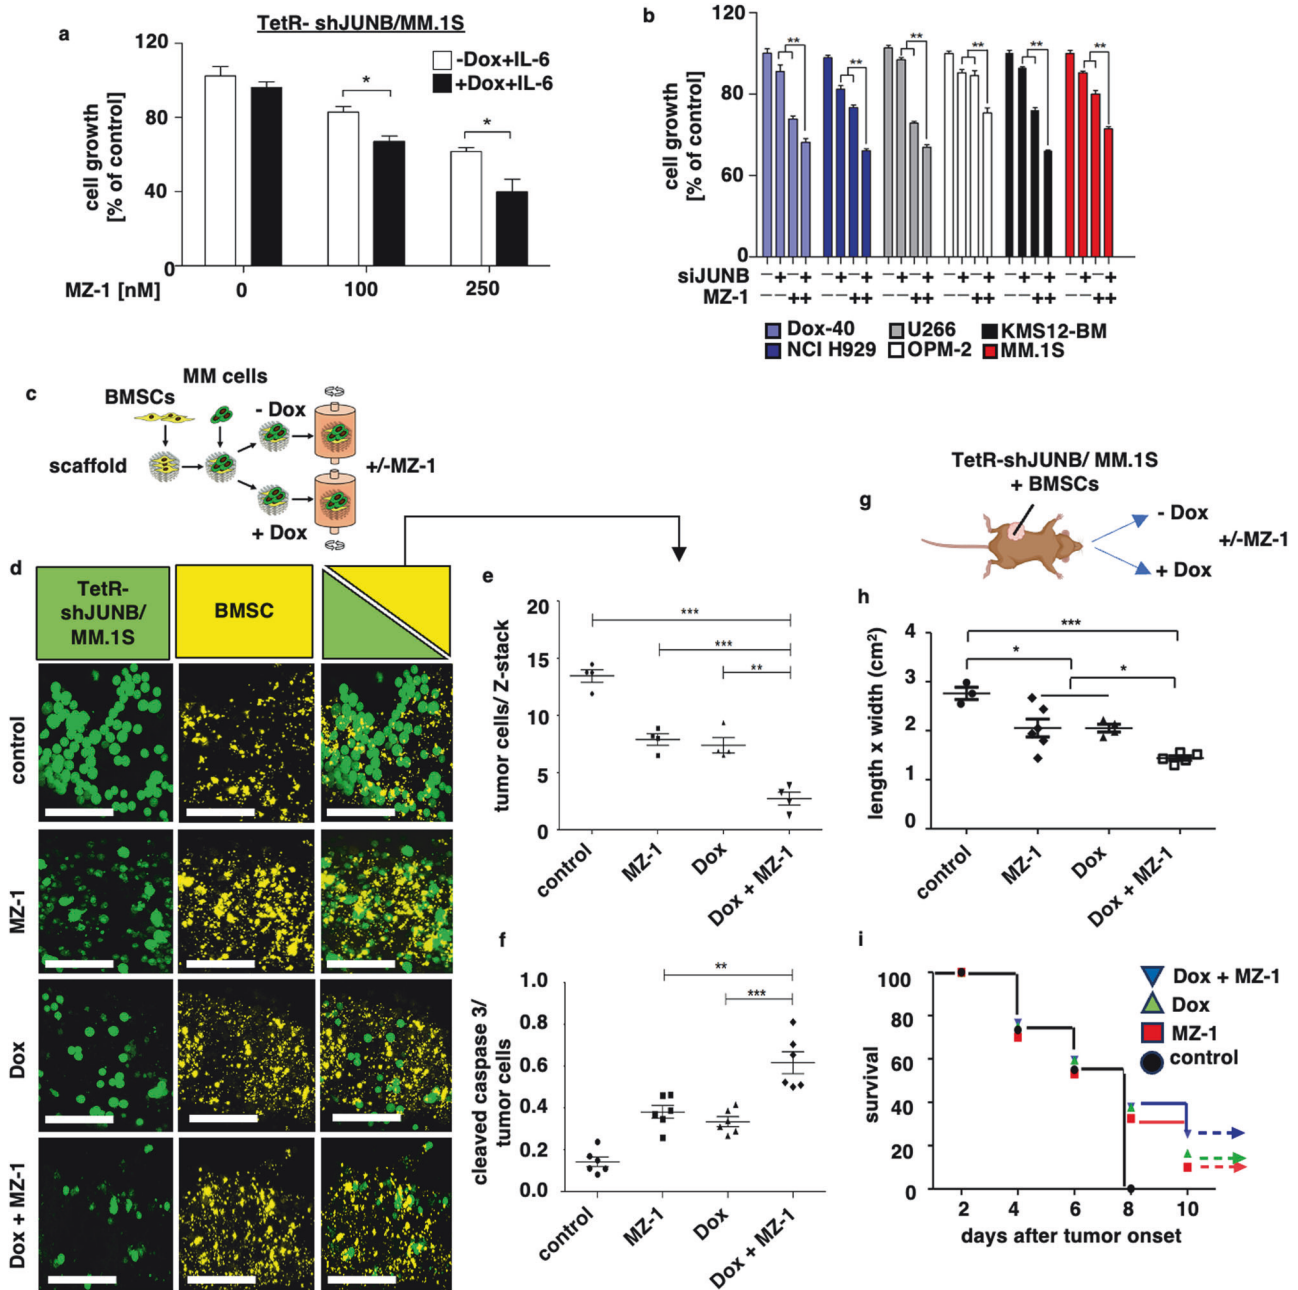 a
TetR- shJUNB/MM.1S
cell growth
[% of control]
120
80
40
0
-Dox+IL-6
+Dox+IL-6
*
*
MZ-1 [nM] 0 100 250
b
cell growth
[% of control]
120
80
60
0
** ** ** ** ** **
siJUNB − + − + − + − + − + − + − + − + − + − + − + − +
MZ-1 − − + + − − + + − − + + − − + + − − + + − − + +
Dox-40 U266 KMS12-BM
NCI H929 OPM-2 MM.1S
c
MM cells
BMSCs
- Dox
scaffold
+/-MZ-1
+ Dox
d
TetR-
shJUNB/
MM.1S
BMSC
control
MZ-1
Dox
Dox + MZ-1
e
tumor cells/ Z-stack
20
15
10
5
0
***
***
**
control MZ-1 Dox Dox + MZ-1
f
cleaved caspase 3/
tumor cells
1.0
0.8
0.6
0.4
0.2
0.0
**
***
control MZ-1 Dox Dox + MZ-1
g
TetR-shJUNB/ MM.1S
+ BMSCs
- Dox
+/-MZ-1
+ Dox
h
length x width (cm²)
4
3
2
1
0
***
*
*
control MZ-1 Dox Dox + MZ-1
i
survival
100
80
60
40
20
0
Dox + MZ-1
Dox
MZ-1
control
2 4 6 8 10
days after tumor onset